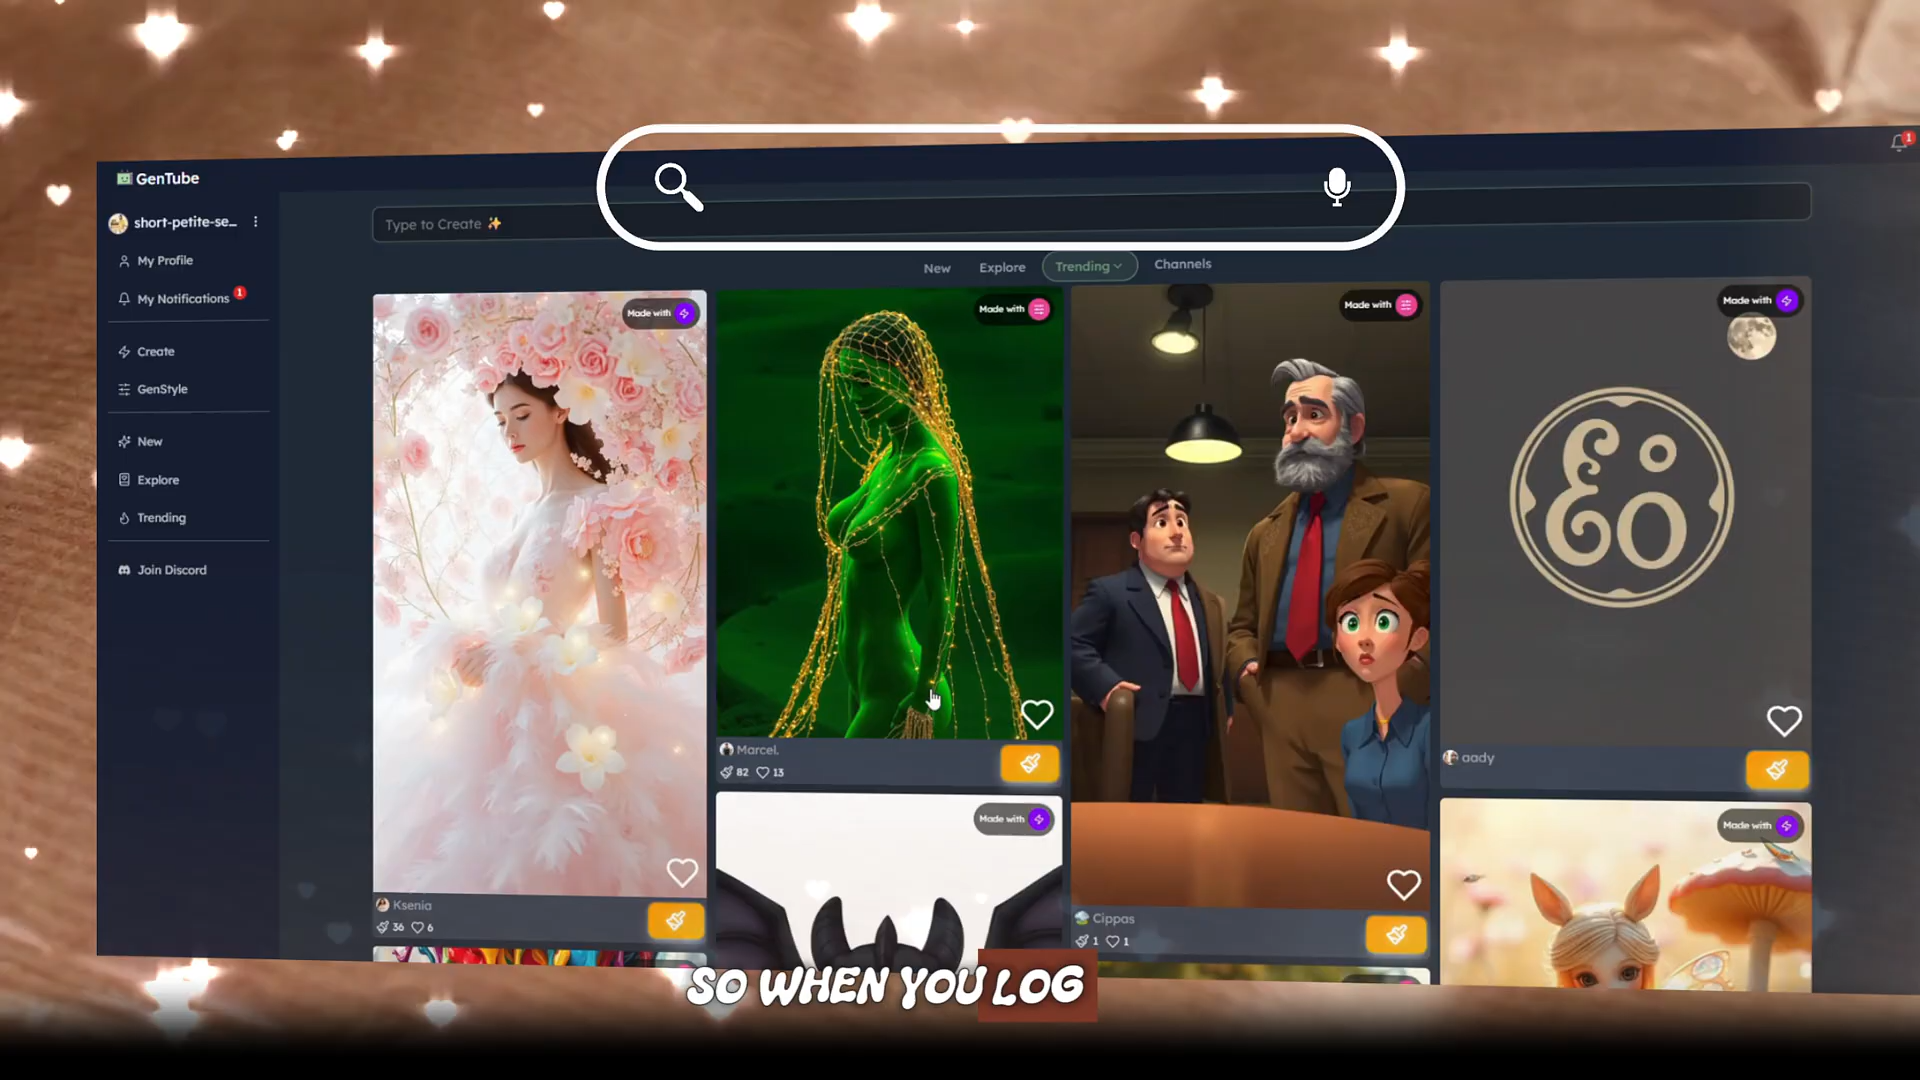 GenTube
1
short-petite-se...
My Profile
My Notifications 1
Create
GenStyle
New
Explore
Trending
Join Discord
Type to Create
New Explore Trending Channels
Made with
Made with
Made with
Made with
Eo
Marcel.
82 13
aady
Made with
Made with
Ksenia
36 6
Cippas
1 1
SO WHEN YOU LOG